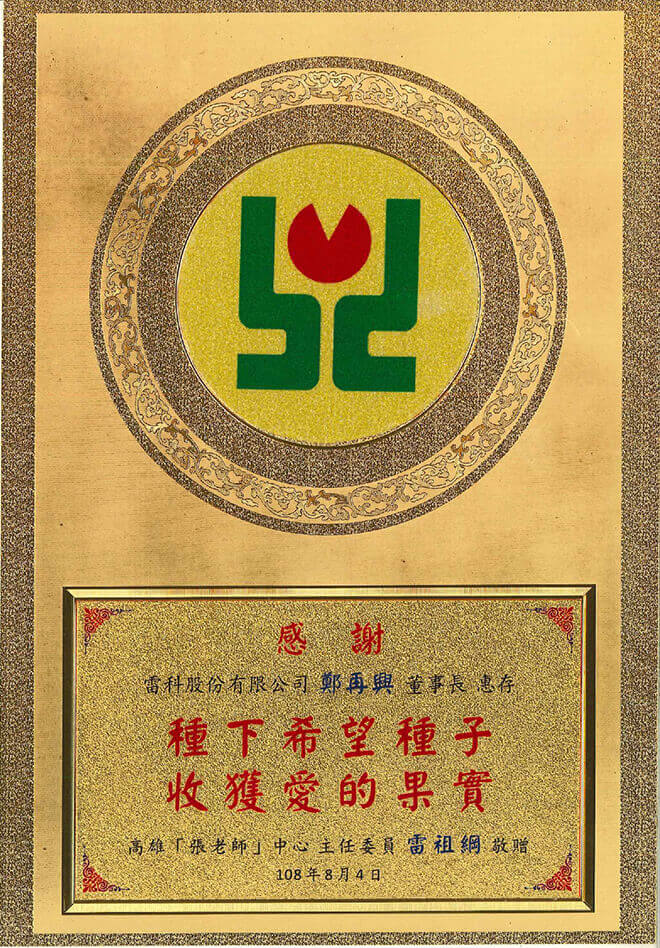 感謝
雷科股份有限公司 鄭再興 董事長 惠存
種下希望種子
收獲愛的果實
高雄「張老師」中心 主任委員 雷祖綱 敬贈
108年8月4日